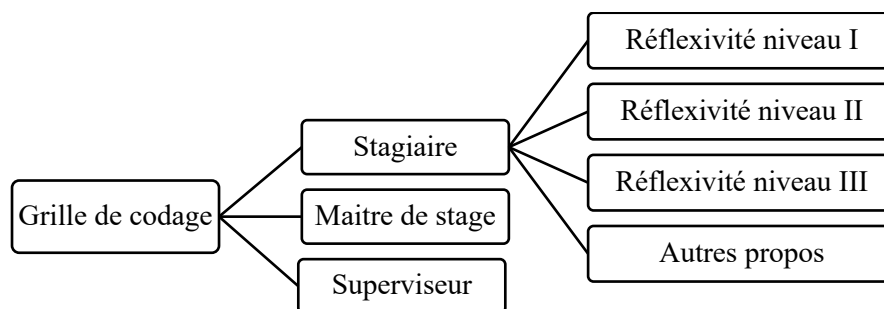 Réflexivité niveau I
Réflexivité niveau II
Stagiaire
Réflexivité niveau III
Grille de codage
Maitre de stage
Autres propos
Superviseur